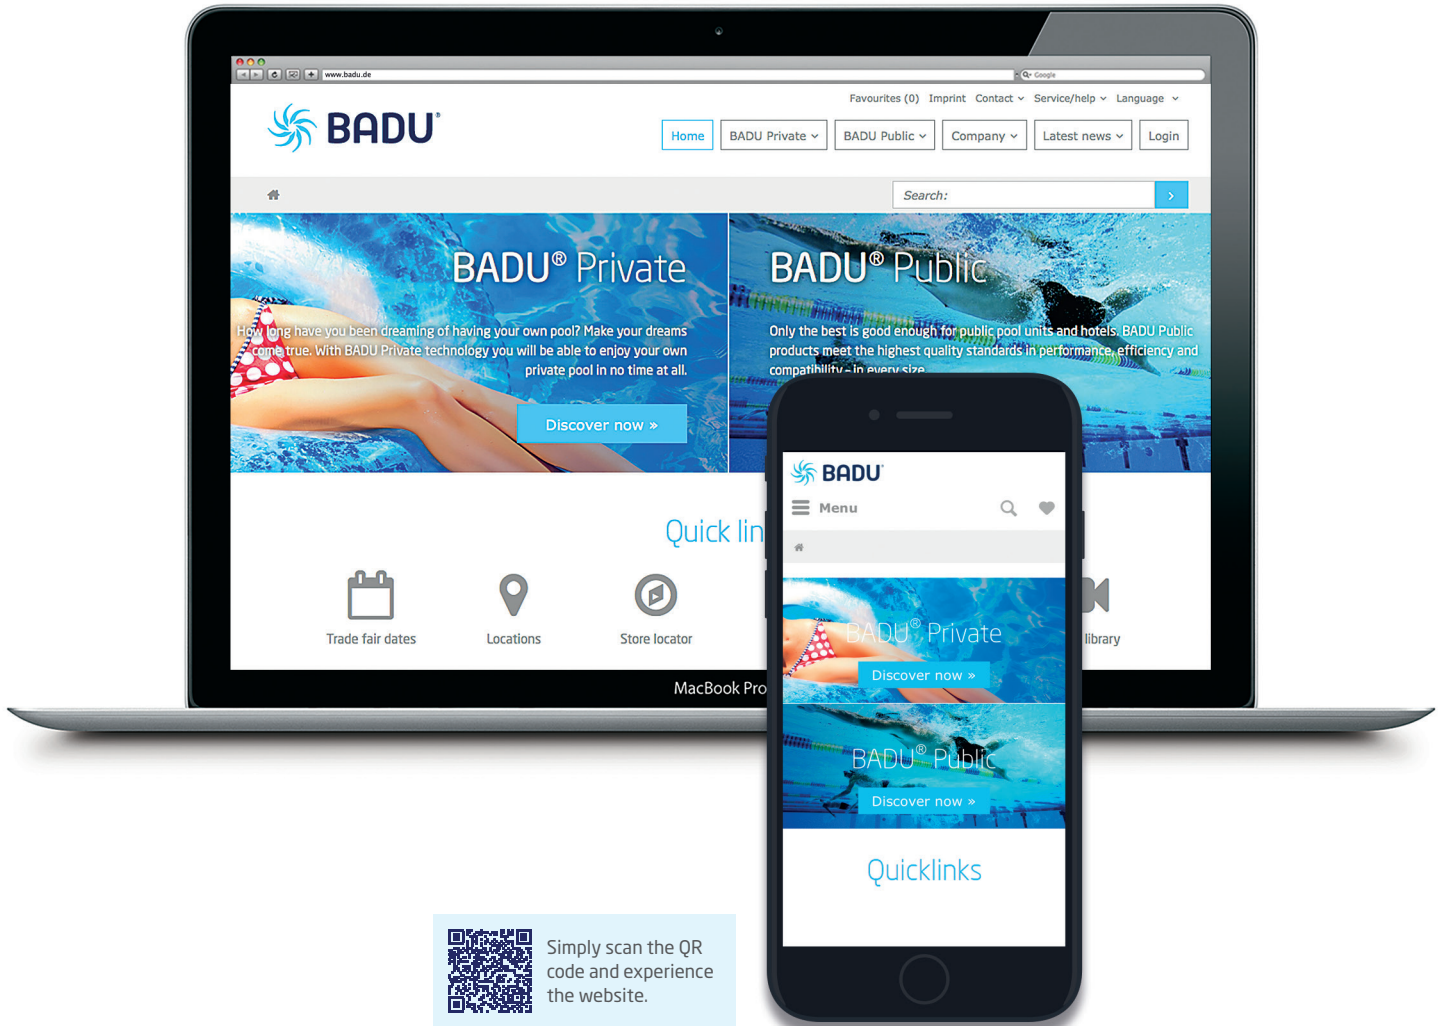 www.badu.de
Google
Favourites (0) Imprint Contact Service/help Language
BADU®
Home BADU Private BADU Public Company Latest news Login
Search:
BADU® Private
How long have you been dreaming of having your own pool? Make your dreams
come true. With BADU Private technology you will be able to enjoy your own
private pool in no time at all.
Discover now »
BADU® Public
Only the best is good enough for public pool units and hotels. BADU Public
products meet the highest quality standards in performance, efficiency and
compatibility – in every size.
Quick lin
Trade fair dates
Locations
Store locator
library
MacBook Pro
BADU®
Menu
BADU® Private
Discover now »
BADU® Public
Discover now »
Quicklinks
Simply scan the QR
code and experience
the website.